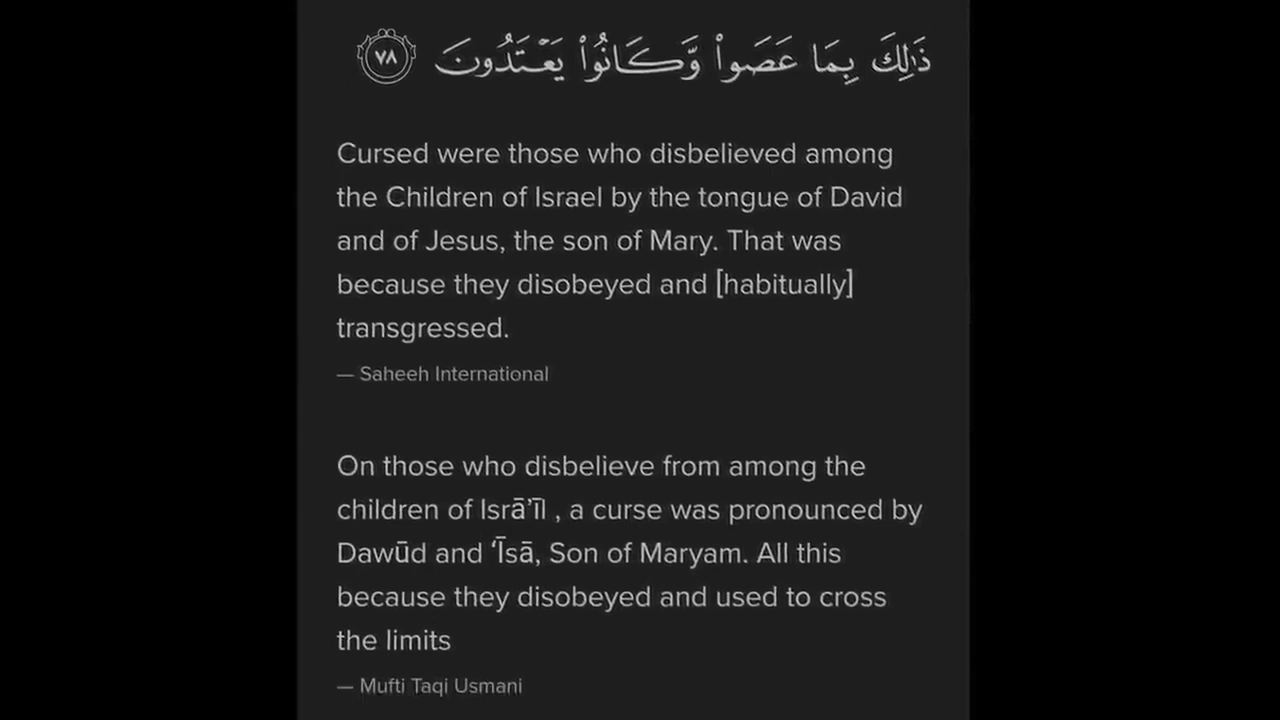 ذَٰلِكَ بِمَا عَصَوا۟ وَّكَانُوا۟ يَعْتَدُونَ ٧٨
Cursed were those who disbelieved among
the Children of Israel by the tongue of David
and of Jesus, the son of Mary. That was
because they disobeyed and [habitually]
transgressed.
— Saheeh International
On those who disbelieve from among the
children of Isrā’īl , a curse was pronounced by
Dawūd and ‘Īsā, Son of Maryam. All this
because they disobeyed and used to cross
the limits
— Mufti Taqi Usmani